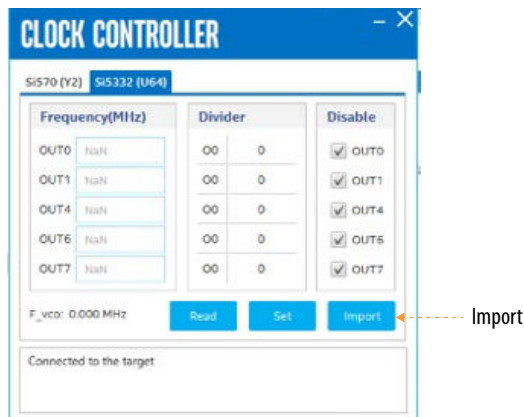 CLOCK CONTROLLER
Si570 (Y2) Si5332 (U64)
Frequency(MHz) Divider Disable
OUT0 NaN O0 0 OUT0
OUT1 NaN O0 0 OUT1
OUT4 NaN O0 0 OUT4
OUT6 NaN O0 0 OUT6
OUT7 NaN O0 0 OUT7
F_vco: 0.000 MHz Read Set Import
Import
Connected to the target